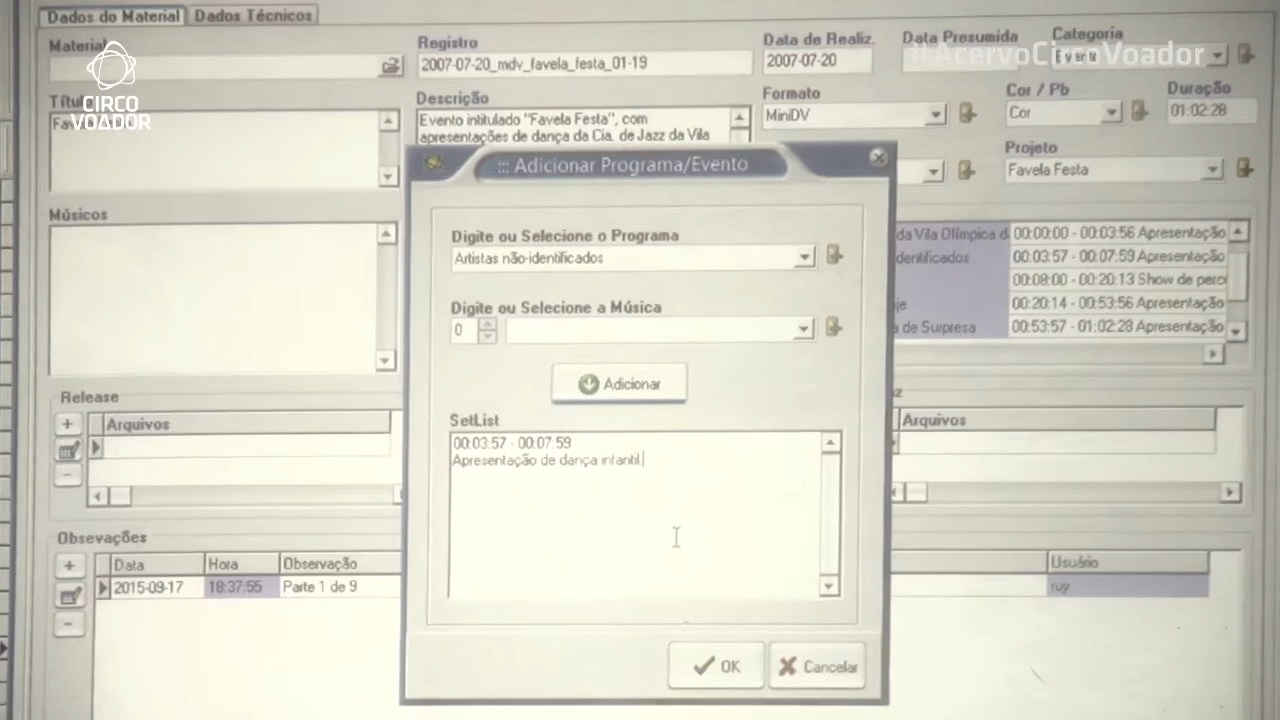 Dados do Material
Dados Técnicos
Material
Registro
2007-07-20_mdv_favela_festa_01-19
Data de Realiz.
2007-07-20
Data Presumida
Categoria
Evento
#AcervoCircoVoador
CIRCO
VOADOR
Título
Descrição
Evento intitulado "Favela Festa", com
apresentações de dança da Cia. de Jazz da Vila
Formato
MiniDV
Cor / Pb
Cor
Duração
01:02:28
Projeto
Favela Festa
Músicos
::: Adicionar Programa/Evento
Digite ou Selecione o Programa
Artistas não-identificados
Digite ou Selecione a Música
0
Adicionar
SetList
00:03:57 - 00:07:59
Apresentação de dança infantil.
OK
Cancelar
da Vila Olímpica d
00:00:00 - 00:03:56 Apresentação
dentificados
00:03:57 - 00:07:59 Apresentação
00:08:00 - 00:20:13 Show de percu
je
00:20:14 - 00:53:56 Apresentação
a de Surpresa
00:53:57 - 01:02:28 Apresentação
Release
Arquivos
Arquivos
Obsevações
Data
Hora
Observação
Usuário
2015-09-17
18:37:55
Parte 1 de 9
ruy